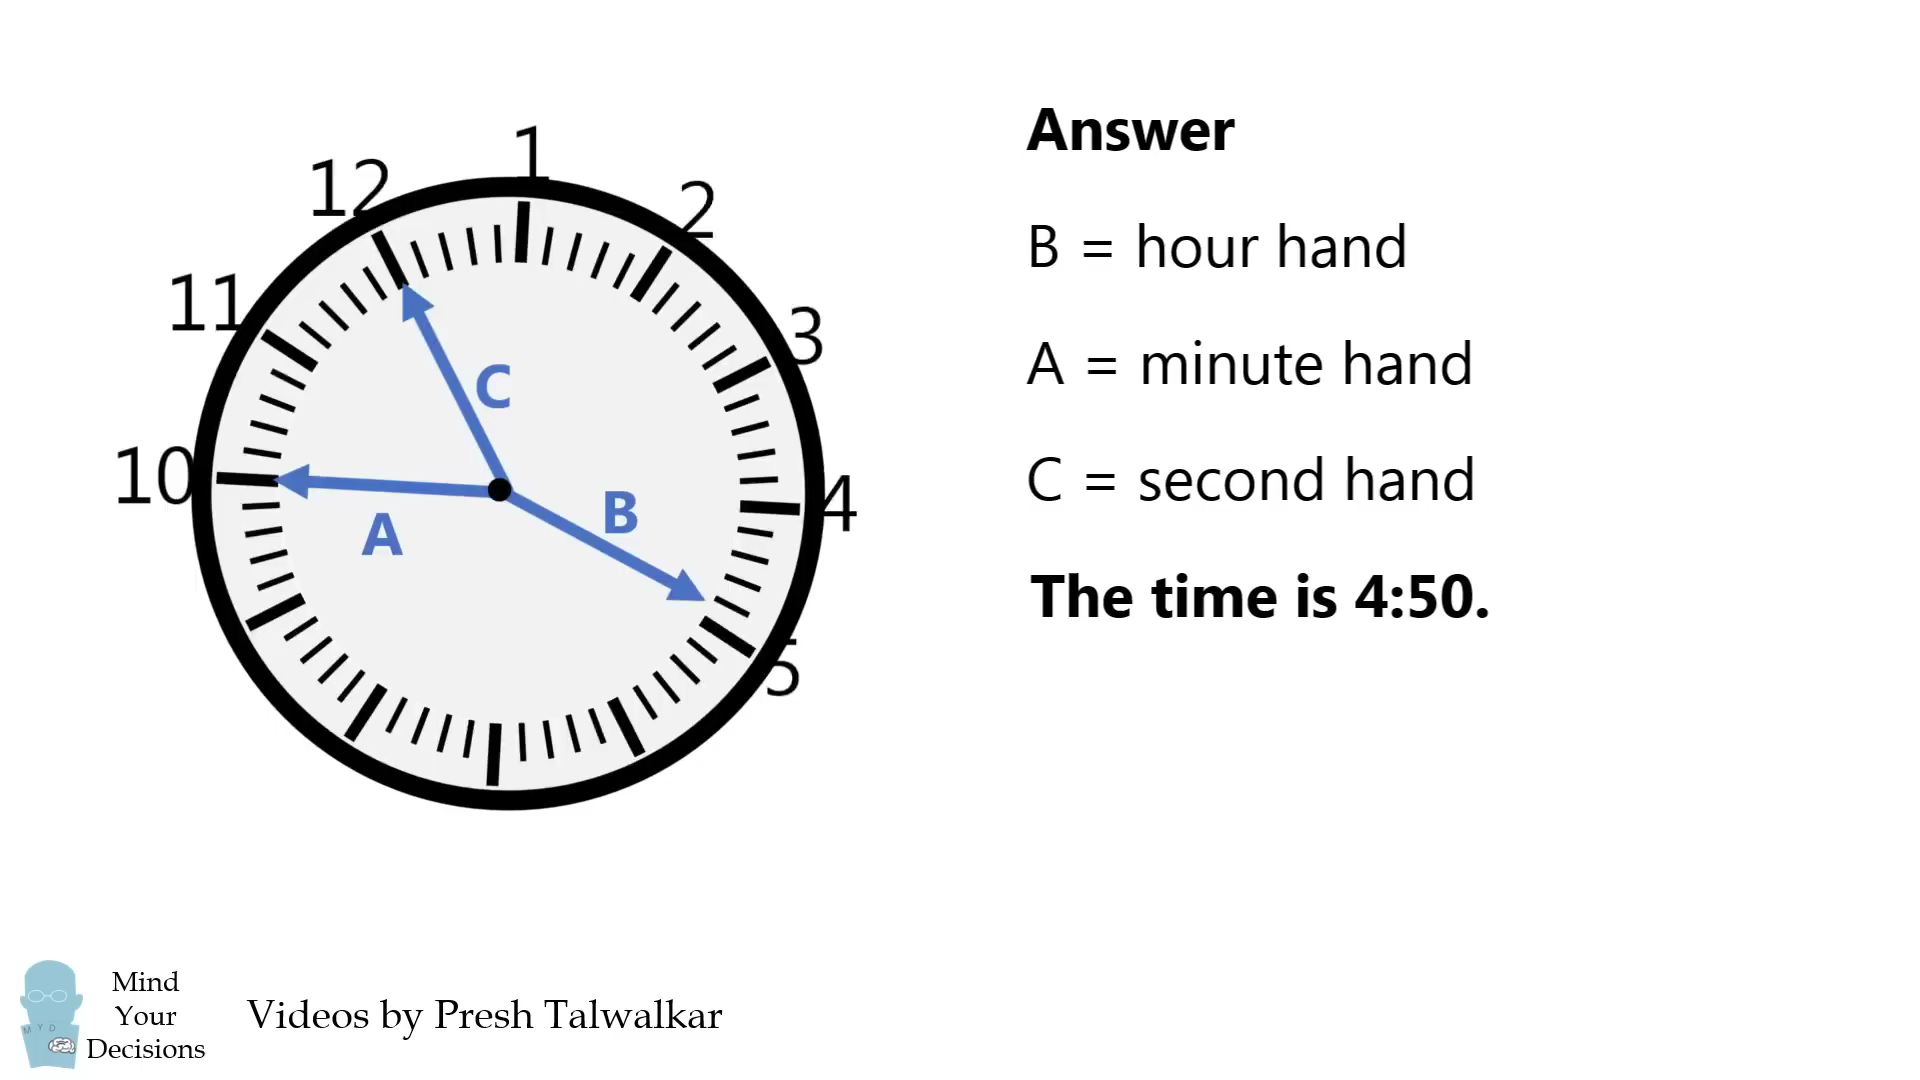 1
12
2
11
3
10
4
5
C
B
A
Answer
B = hour hand
A = minute hand
C = second hand
The time is 4:50.
M Y D
Mind
Your
Decisions
Videos by Presh Talwalkar